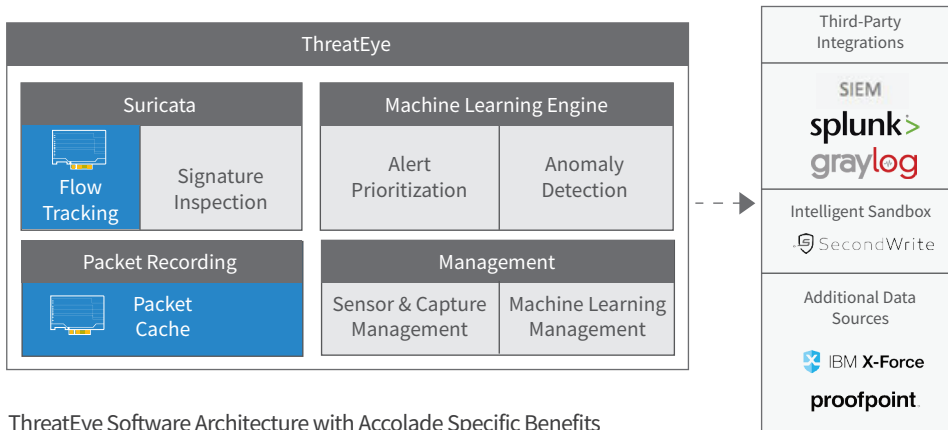 ThreatEye
Suricata
Flow
Tracking
Signature
Inspection
Machine Learning Engine
Alert
Prioritization
Anomaly
Detection
Packet Recording
Packet
Cache
Management
Sensor & Capture
Management
Machine Learning
Management
Third-Party
Integrations
SIEM
splunk>
graylog
Intelligent Sandbox
SecondWrite
Additional Data
Sources
IBM X-Force
proofpoint.
ThreatEye Software Architecture with Accolade Specific Benefits